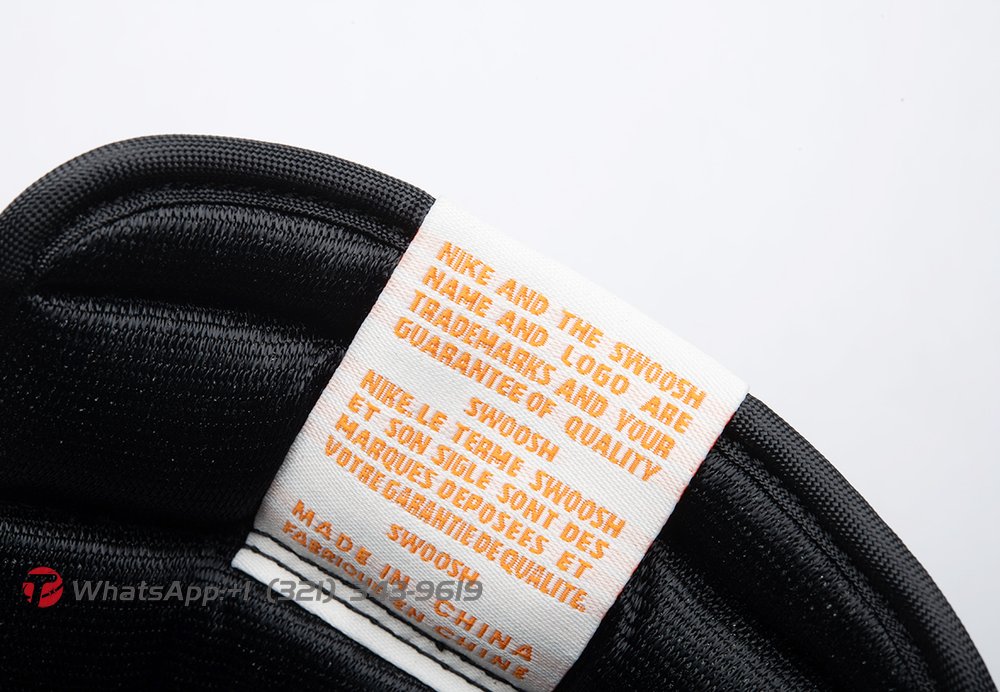 NIKE AND THE SWOOSH
NAME AND LOGO ARE
TRADEMARKS AND YOUR
GUARANTEE OF QUALITY
SWOOSH
NIKE.LE TERME SWOOSH
ET SON SIGLE SONT DES
MARQUES DEPOSÉES ET
VOTRE GARANTIE DE QUALITE.
SWOOSH
MADE IN CHINA
FABRIQUE EN CHINE
WhatsApp:+1 (321) 343-9619